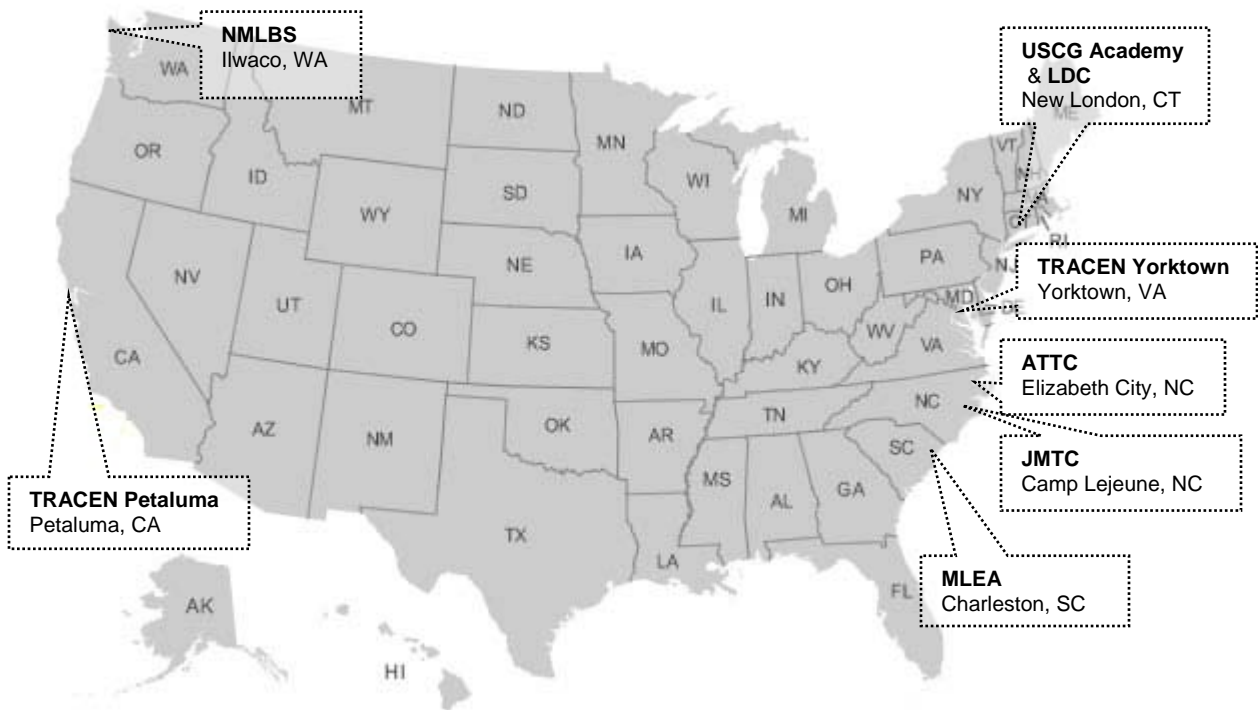 NMLBS
Ilwaco, WA
USCG Academy
& LDC
New London, CT
WA
MT
ND
MN
ME
VT
NH
OR
ID
SD
WI
NY
WY
MI
CT
RI
IA
PA
NE
NJ
TRACEN Yorktown
Yorktown, VA
NV
UT
IL
IN
OH
MD
DE
CO
WV
KS
MO
VA
CA
KY
ATTC
Elizabeth City, NC
NC
TN
AZ
NM
OK
AR
SC
JMTC
Camp Lejeune, NC
MS
AL
GA
TRACEN Petaluma
Petaluma, CA
TX
LA
MLEA
Charleston, SC
FL
AK
HI